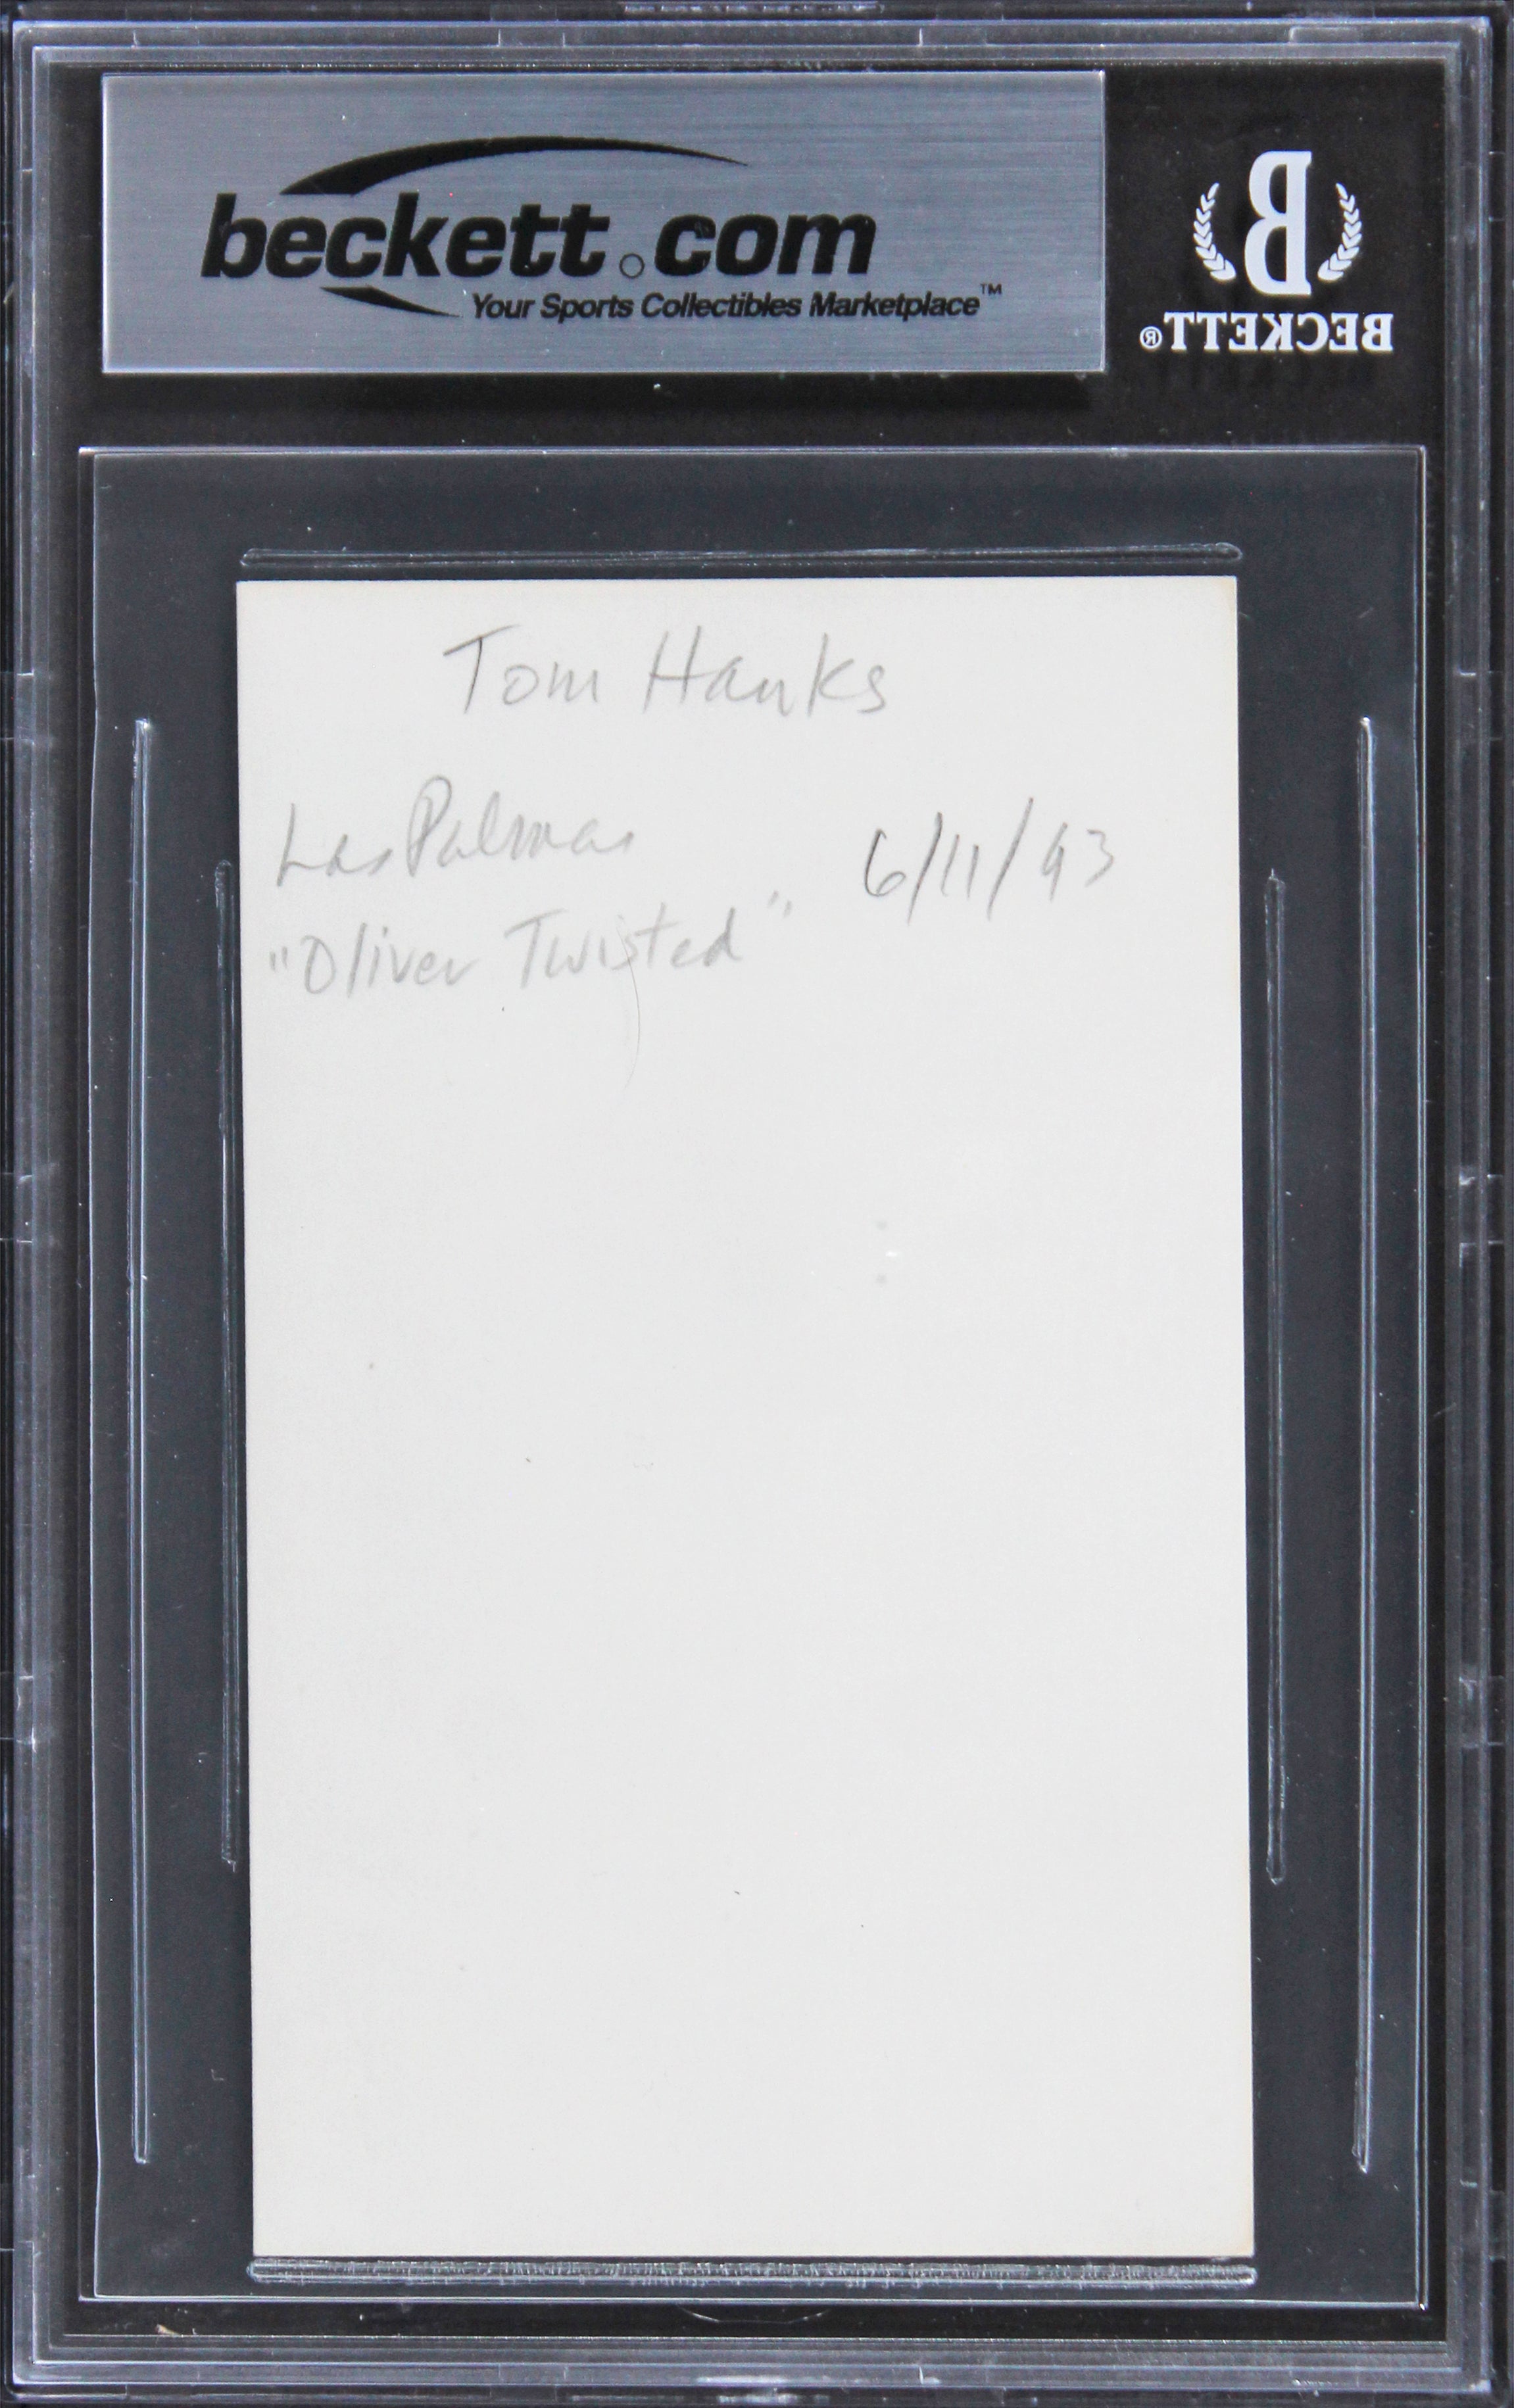 beckett.com
Your Sports Collectibles Marketplace™
B
BECKETT®
Tom Hanks
Las Palmas
6/11/93
"Oliver Twisted"